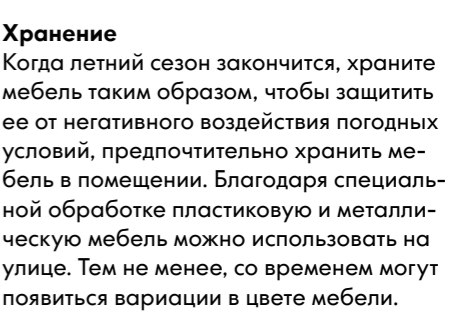 Хранение
Когда летний сезон закончится, храните
мебель таким образом, чтобы защитить
ее от негативного воздействия погодных
условий, предпочтительно хранить ме-
бель в помещении. Благодаря специаль-
ной обработке пластиковую и металли-
ческую мебель можно использовать на
улице. Тем не менее, со временем могут
появиться вариации в цвете мебели.